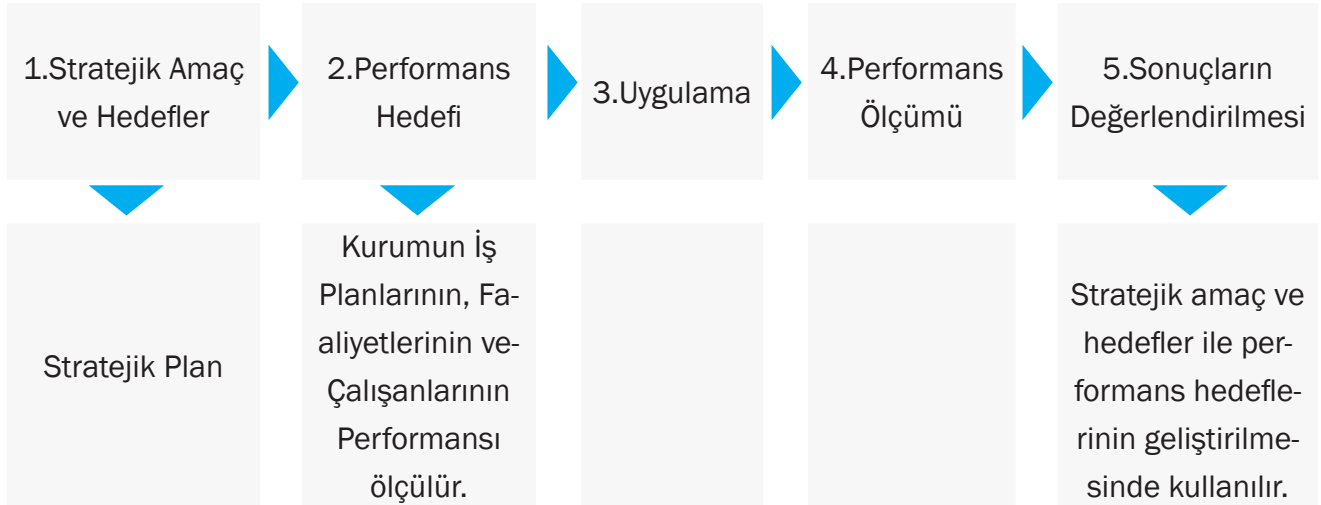 1.Stratejik Amaç
ve Hedefler
2.Performans
Hedefi
3.Uygulama
4.Performans
Ölçümü
5.Sonuçların
Değerlendirilmesi
Stratejik Plan
Kurumun İş
Planlarının, Fa-
aliyetlerinin ve-
Çalışanlarının
Performansı
ölçülür.
Stratejik amaç ve
hedefler ile per-
formans hedefle-
rinin geliştirilme-
sinde kullanılır.